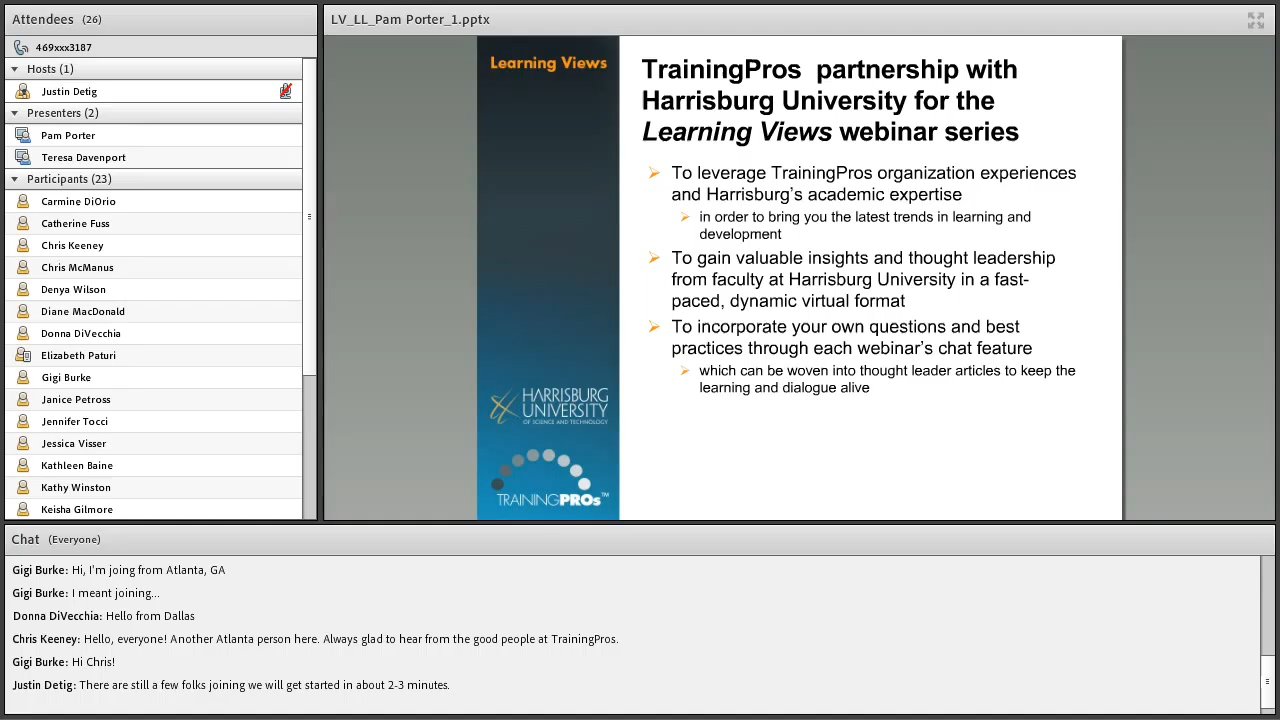 Attendees (26)
469xxx3187
Hosts (1)
Justin Detig
Presenters (2)
Pam Porter
Teresa Davenport
Participants (23)
Carmine DiOrio
Catherine Fuss
Chris Keeney
Chris McManus
Denya Wilson
Diane MacDonald
Donna DiVecchia
Elizabeth Paturi
Gigi Burke
Janice Petross
Jennifer Tocci
Jessica Visser
Kathleen Baine
Kathy Winston
Keisha Gilmore
LV_LL_Pam Porter_1.pptx
Learning Views
HARRISBURG
UNIVERSITY
OF SCIENCE AND TECHNOLOGY
TRAININGPROs™
TrainingPros partnership with
Harrisburg University for the
Learning Views webinar series
To leverage TrainingPros organization experiences
and Harrisburg's academic expertise
in order to bring you the latest trends in learning and
development
To gain valuable insights and thought leadership
from faculty at Harrisburg University in a fast-
paced, dynamic virtual format
To incorporate your own questions and best
practices through each webinar's chat feature
which can be woven into thought leader articles to keep the
learning and dialogue alive
Chat (Everyone)
Gigi Burke: Hi, I'm joing from Atlanta, GA
Gigi Burke: I meant joining...
Donna DiVecchia: Hello from Dallas
Chris Keeney: Hello, everyone! Another Atlanta person here. Always glad to hear from the good people at TrainingPros.
Gigi Burke: Hi Chris!
Justin Detig: There are still a few folks joining we will get started in about 2-3 minutes.